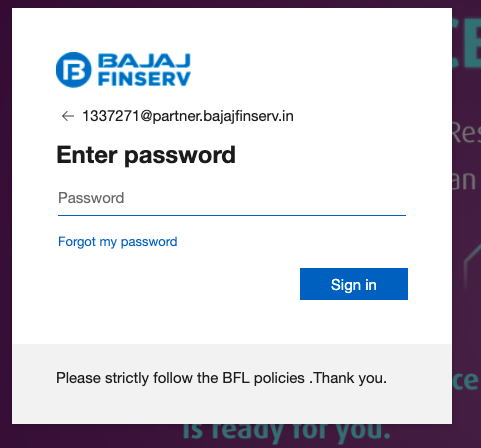 BAJAJ
FINSERV
← 1337271@partner.bajajfinserv.in
Enter password
Password
Forgot my password
Sign in
Please strictly follow the BFL policies .Thank you.
is ready for you.